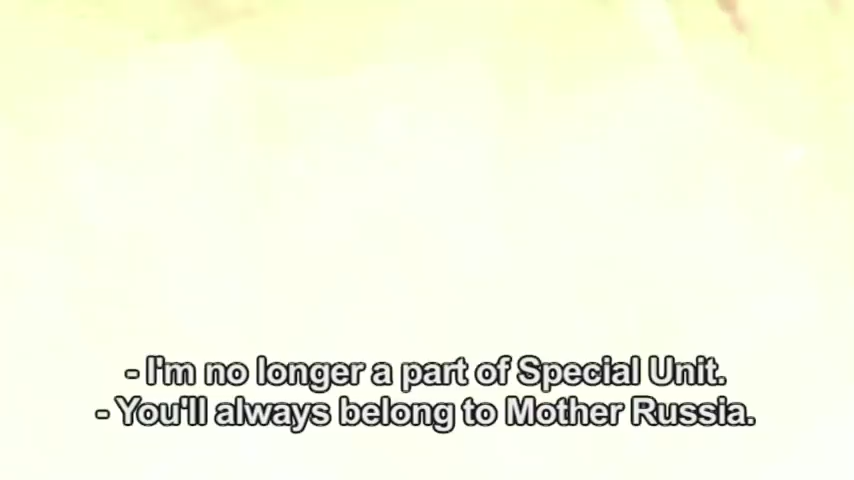 - I'm no longer a part of Special Unit.
- You'll always belong to Mother Russia.